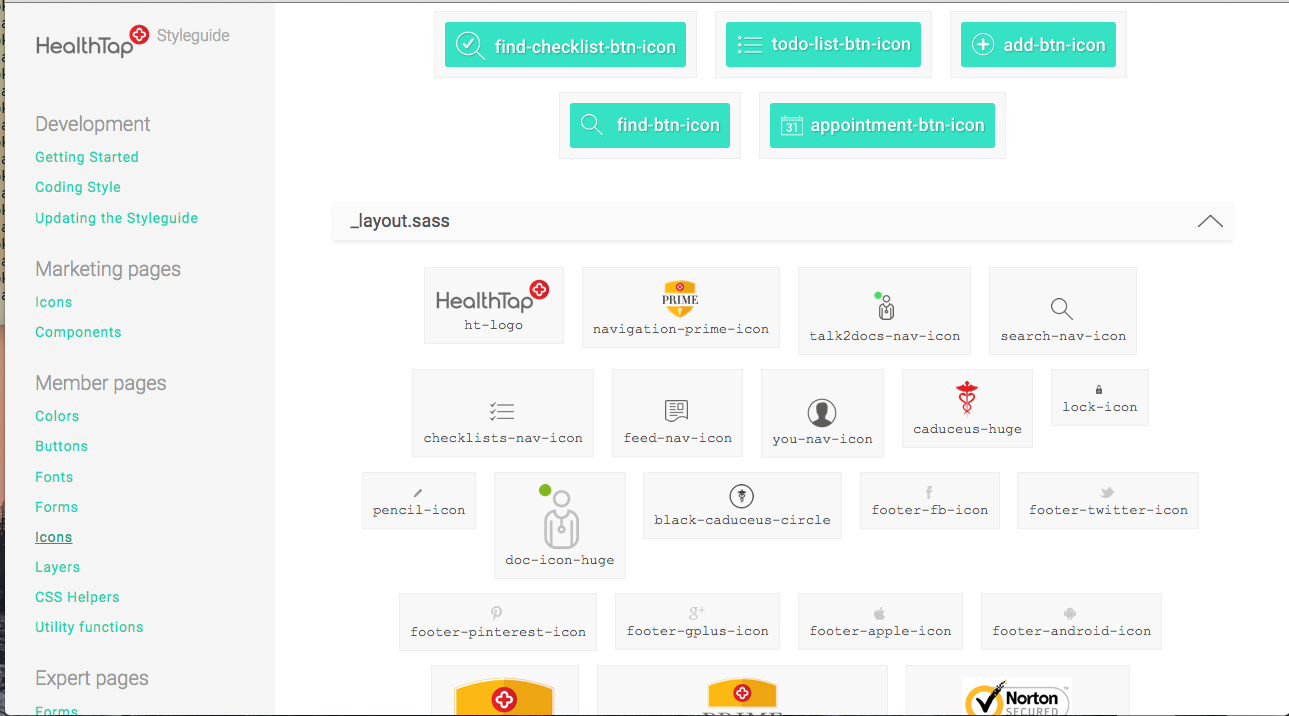 HealthTap Styleguide
Development
Getting Started
Coding Style
Updating the Styleguide
Marketing pages
Icons
Components
Member pages
Colors
Buttons
Fonts
Forms
Icons
Layers
CSS Helpers
Utility functions
Expert pages
Forms
find-checklist-btn-icon
todo-list-btn-icon
add-btn-icon
find-btn-icon
31 appointment-btn-icon
_layout.sass
HealthTap
ht-logo
PRIME
navigation-prime-icon
talk2docs-nav-icon
search-nav-icon
checklists-nav-icon
feed-nav-icon
you-nav-icon
caduceus-huge
lock-icon
pencil-icon
doc-icon-huge
black-caduceus-circle
footer-fb-icon
footer-twitter-icon
footer-pinterest-icon
g+
footer-gplus-icon
footer-apple-icon
footer-android-icon
PRIME
Norton
SECURED